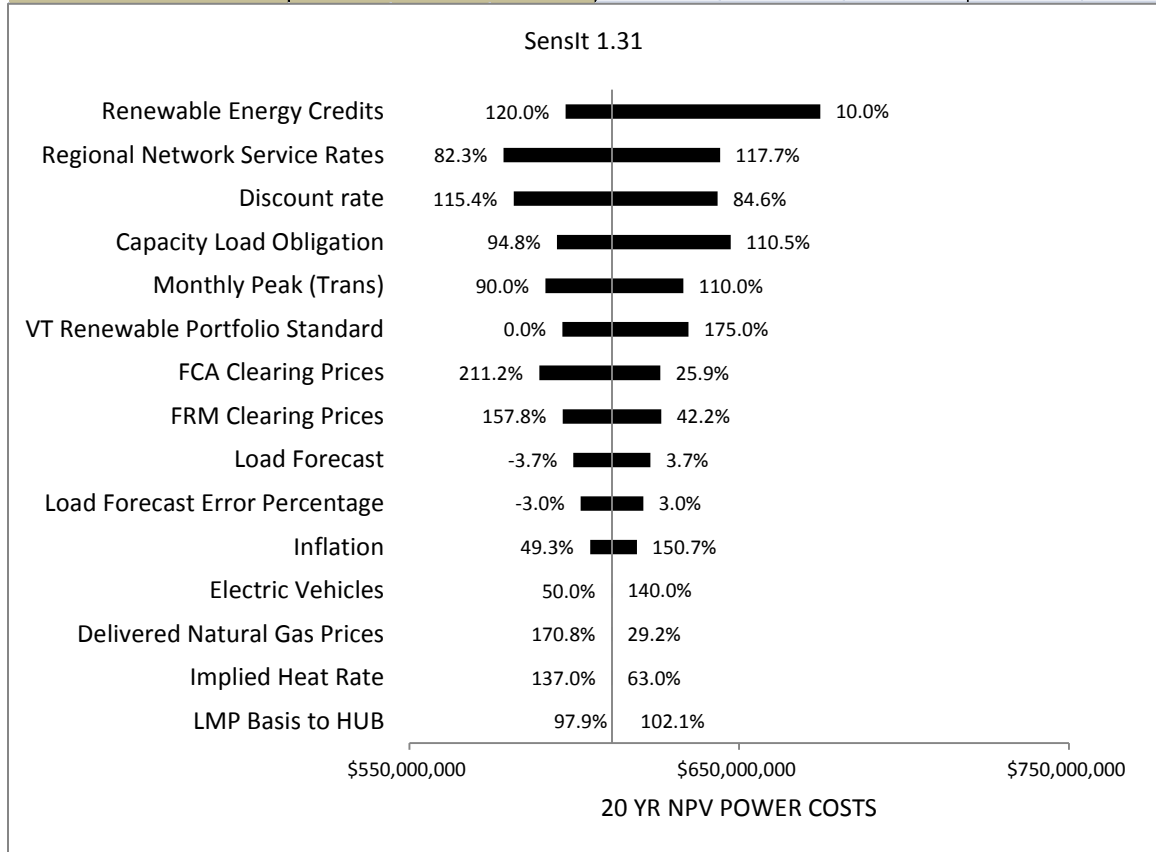 SensIt 1.31
Renewable Energy Credits 120.0% 10.0%
Regional Network Service Rates 82.3% 117.7%
Discount rate 115.4% 84.6%
Capacity Load Obligation 94.8% 110.5%
Monthly Peak (Trans) 90.0% 110.0%
VT Renewable Portfolio Standard 0.0% 175.0%
FCA Clearing Prices 211.2% 25.9%
FRM Clearing Prices 157.8% 42.2%
Load Forecast -3.7% 3.7%
Load Forecast Error Percentage -3.0% 3.0%
Inflation 49.3% 150.7%
Electric Vehicles 50.0% 140.0%
Delivered Natural Gas Prices 170.8% 29.2%
Implied Heat Rate 137.0% 63.0%
LMP Basis to HUB 97.9% 102.1%
$550,000,000 $650,000,000 $750,000,000
20 YR NPV POWER COSTS